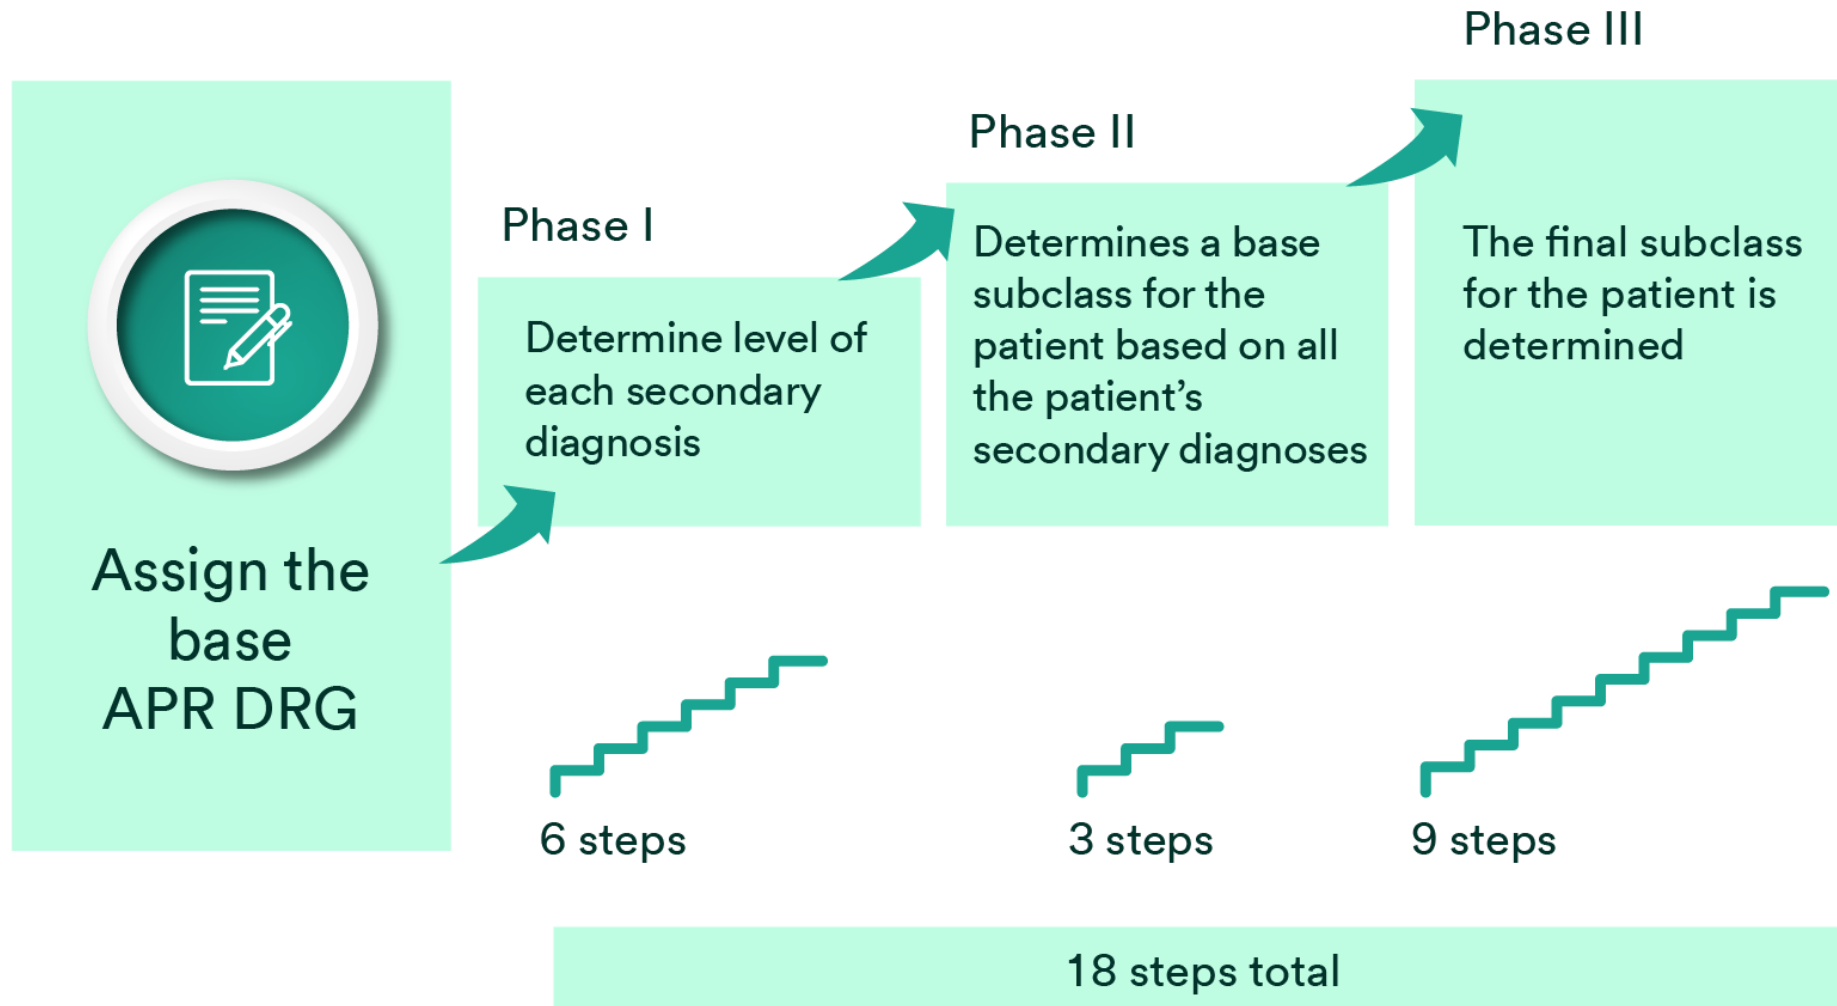 Assign the
base
APR DRG
Phase I
Determine level of
each secondary
diagnosis
6 steps
Phase II
Determines a base
subclass for the
patient based on all
the patient’s
secondary diagnoses
3 steps
Phase III
The final subclass
for the patient is
determined
9 steps
18 steps total